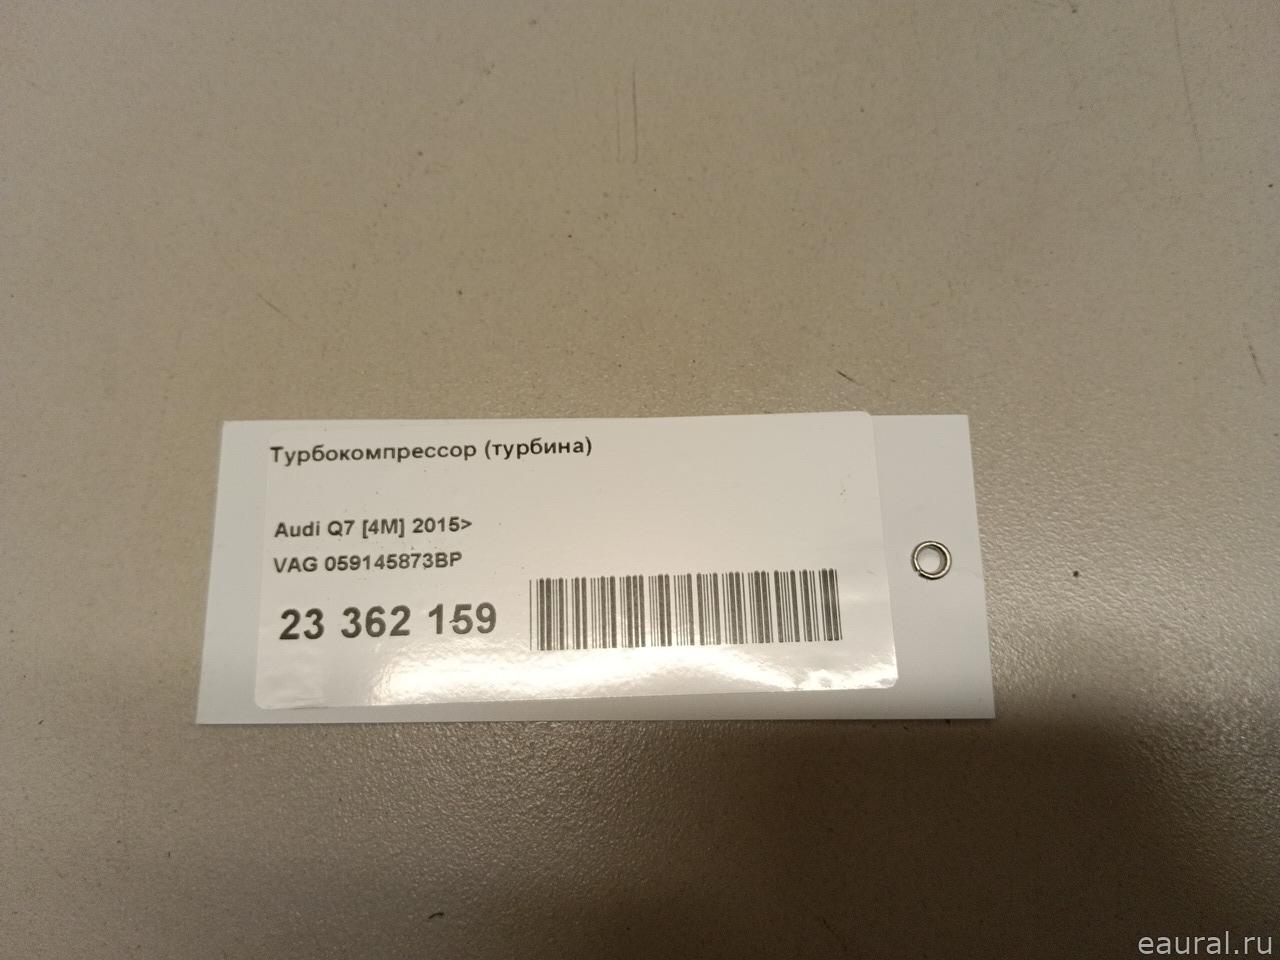 Турбокомпрессор (турбина)
Audi Q7 [4M] 2015>
VAG 059145873BP
23 362 159
eaural.ru